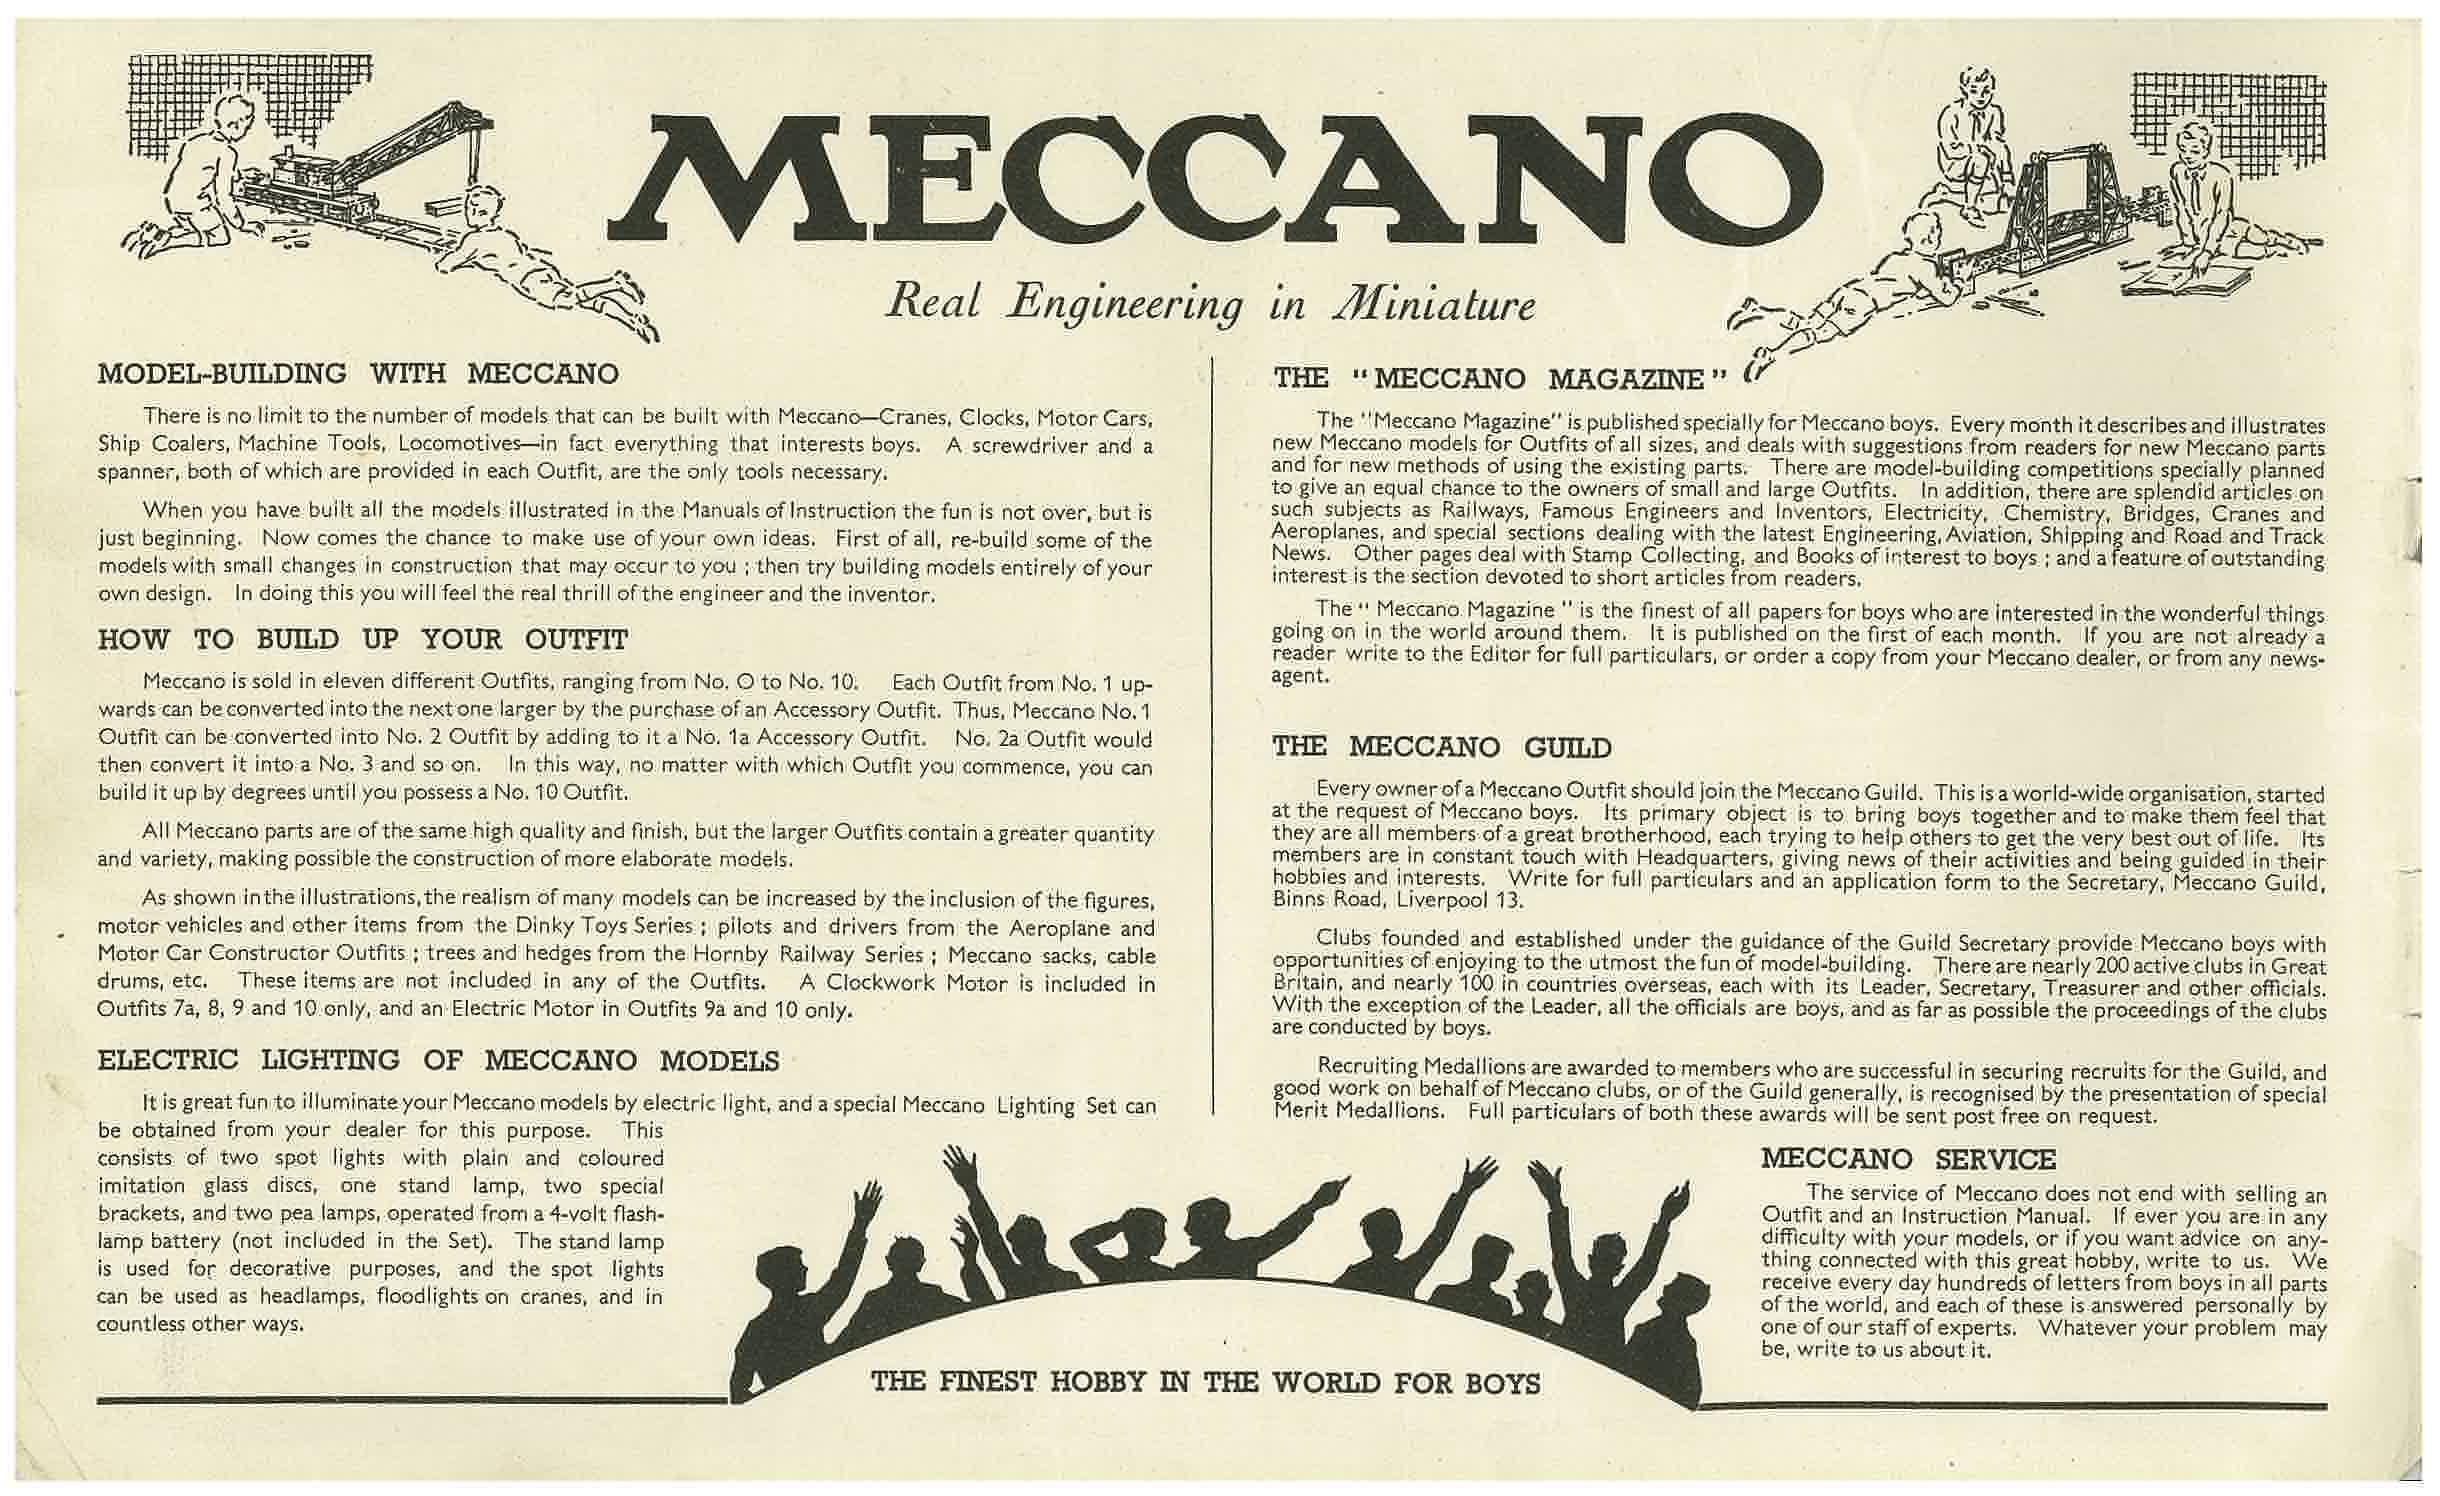 MECCANO
Real Engineering in Miniature
MODEL-BUILDING WITH MECCANO
There is no limit to the number of models that can be built with Meccano—Cranes, Clocks, Motor Cars,
Ship Coalers, Machine Tools, Locomotives—in fact everything that interests boys. A screwdriver and a
spanner, both of which are provided in each Outfit, are the only tools necessary.
When you have built all the models illustrated in the Manuals of Instruction the fun is not over, but is
just beginning. Now comes the chance to make use of your own ideas. First of all, re-build some of the
models with small changes in construction that may occur to you ; then try building models entirely of your
own design. In doing this you will feel the real thrill of the engineer and the inventor.
HOW TO BUILD UP YOUR OUTFIT
Meccano is sold in eleven different Outfits, ranging from No. O to No. 10. Each Outfit from No. 1 up-
wards can be converted into the next one larger by the purchase of an Accessory Outfit. Thus, Meccano No. 1
Outfit can be converted into No. 2 Outfit by adding to it a No. 1a Accessory Outfit. No. 2a Outfit would
then convert it into a No. 3 and so on. In this way, no matter with which Outfit you commence, you can
build it up by degrees until you possess a No. 10 Outfit.
All Meccano parts are of the same high quality and finish, but the larger Outfits contain a greater quantity
and variety, making possible the construction of more elaborate models.
As shown in the illustrations, the realism of many models can be increased by the inclusion of the figures,
motor vehicles and other items from the Dinky Toys Series ; pilots and drivers from the Aeroplane and
Motor Car Constructor Outfits ; trees and hedges from the Hornby Railway Series ; Meccano sacks, cable
drums, etc. These items are not included in any of the Outfits. A Clockwork Motor is included in
Outfits 7a, 8, 9 and 10 only, and an Electric Motor in Outfits 9a and 10 only.
ELECTRIC LIGHTING OF MECCANO MODELS
It is great fun to illuminate your Meccano models by electric light, and a special Meccano Lighting Set can
be obtained from your dealer for this purpose. This
consists of two spot lights with plain and coloured
imitation glass discs, one stand lamp, two special
brackets, and two pea lamps, operated from a 4-volt flash-
lamp battery (not included in the Set). The stand lamp
is used for decorative purposes, and the spot lights
can be used as headlamps, floodlights on cranes, and in
countless other ways.
THE "MECCANO MAGAZINE"
The "Meccano Magazine" is published specially for Meccano boys. Every month it describes and illustrates
new Meccano models for Outfits of all sizes, and deals with suggestions from readers for new Meccano parts
and for new methods of using the existing parts. There are model-building competitions specially planned
to give an equal chance to the owners of small and large Outfits. In addition, there are splendid articles on
such subjects as Railways, Famous Engineers and Inventors, Electricity, Chemistry, Bridges, Cranes and
Aeroplanes, and special sections dealing with the latest Engineering, Aviation, Shipping and Road and Track
News. Other pages deal with Stamp Collecting, and Books of interest to boys ; and a feature of outstanding
interest is the section devoted to short articles from readers.
The " Meccano Magazine " is the finest of all papers for boys who are interested in the wonderful things
going on in the world around them. It is published on the first of each month. If you are not already a
reader write to the Editor for full particulars, or order a copy from your Meccano dealer, or from any news-
agent.
THE MECCANO GUILD
Every owner of a Meccano Outfit should join the Meccano Guild. This is a world-wide organisation, started
at the request of Meccano boys. Its primary object is to bring boys together and to make them feel that
they are all members of a great brotherhood, each trying to help others to get the very best out of life. Its
members are in constant touch with Headquarters, giving news of their activities and being guided in their
hobbies and interests. Write for full particulars and an application form to the Secretary, Meccano Guild,
Binns Road, Liverpool 13.
Clubs founded and established under the guidance of the Guild Secretary provide Meccano boys with
opportunities of enjoying to the utmost the fun of model-building. There are nearly 200 active clubs in Great
Britain, and nearly 100 in countries overseas, each with its Leader, Secretary, Treasurer and other officials.
With the exception of the Leader, all the officials are boys, and as far as possible the proceedings of the clubs
are conducted by boys.
Recruiting Medallions are awarded to members who are successful in securing recruits for the Guild, and
good work on behalf of Meccano clubs, or of the Guild generally, is recognised by the presentation of special
Merit Medallions. Full particulars of both these awards will be sent post free on request.
MECCANO SERVICE
The service of Meccano does not end with selling an
Outfit and an Instruction Manual. If ever you are in any
difficulty with your models, or if you want advice on any-
thing connected with this great hobby, write to us. We
receive every day hundreds of letters from boys in all parts
of the world, and each of these is answered personally by
one of our staff of experts. Whatever your problem may
be, write to us about it.
THE FINEST HOBBY IN THE WORLD FOR BOYS